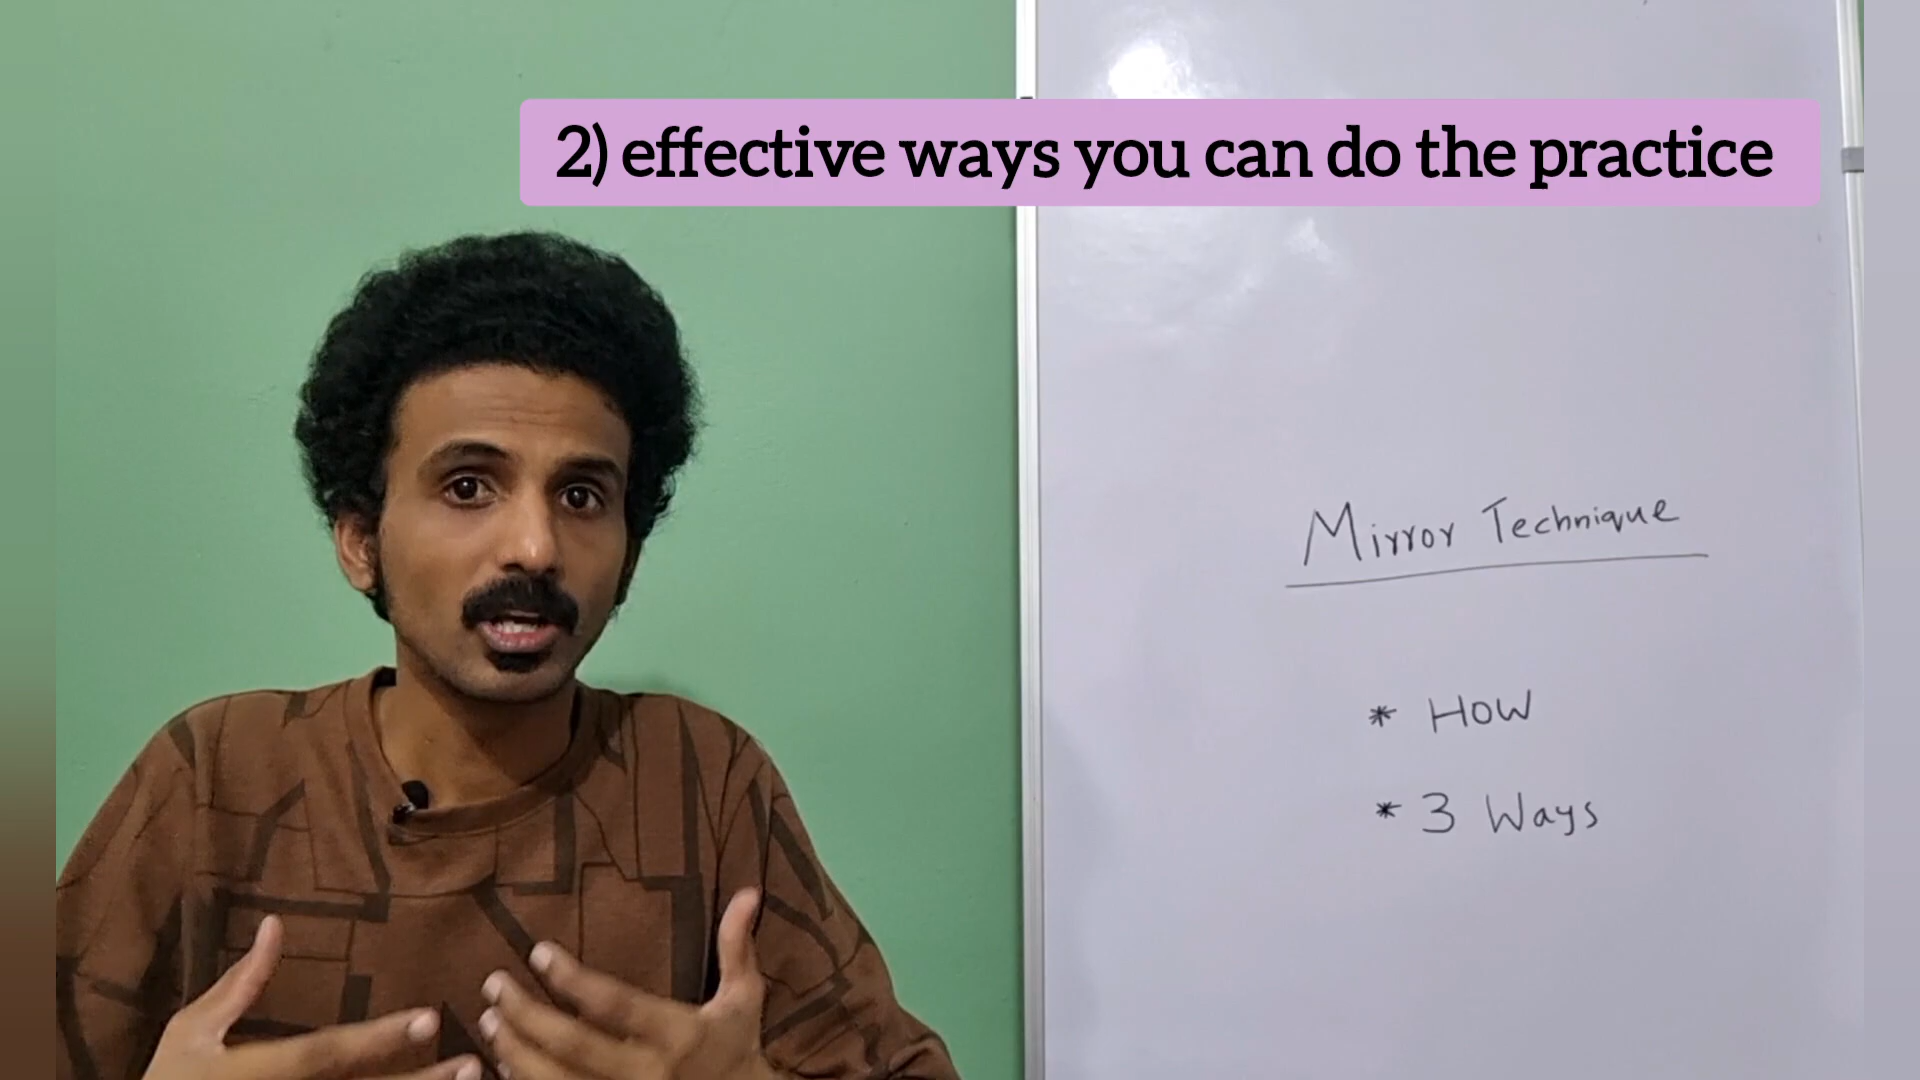 2) effective ways you can do the practice
Mirror Technique
* HOW
* 3 Ways